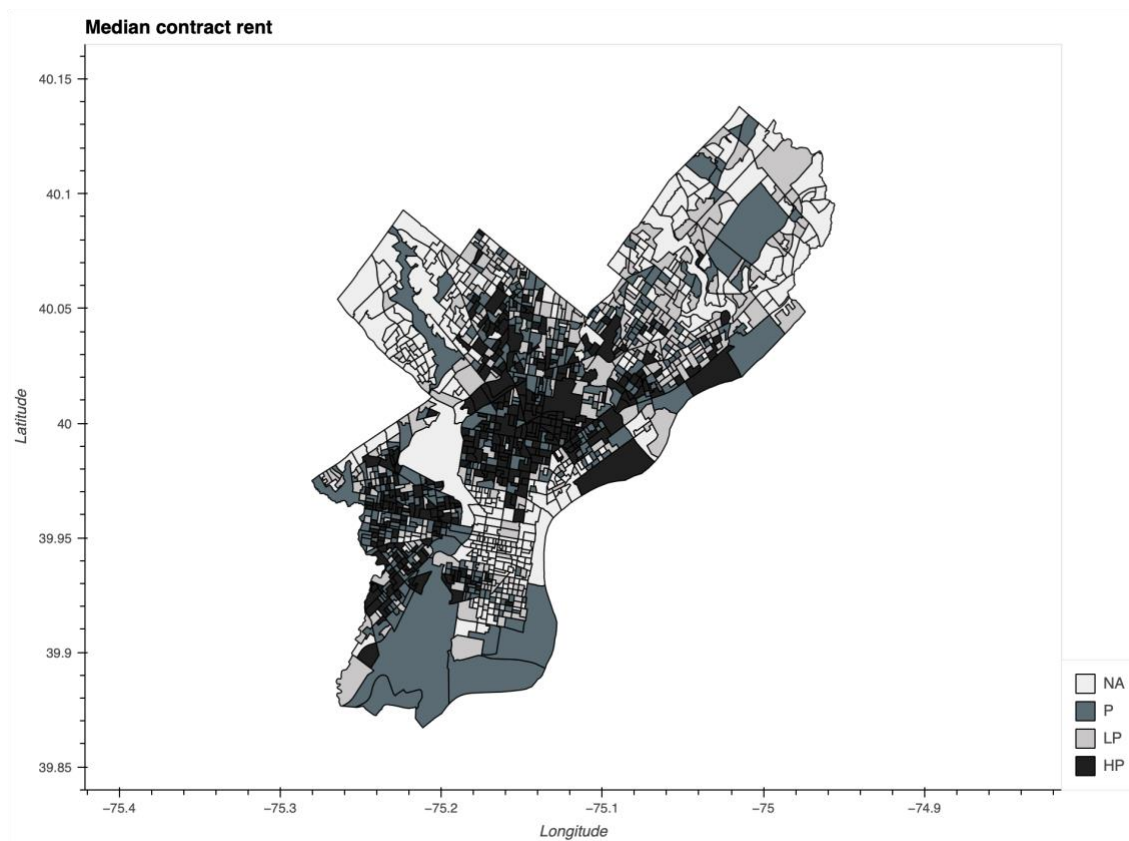 Median contract rent
40.15
40.1
40.05
40
39.95
39.9
39.85
Latitude
−75.4
−75.3
−75.2
−75.1
−75
−74.9
Longitude
NA
P
LP
HP